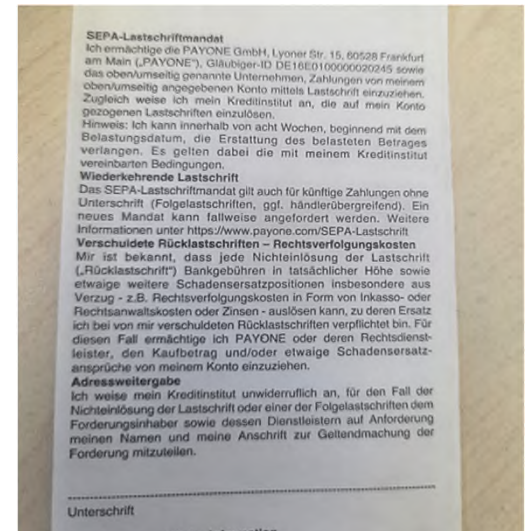 SEPA-Lastschriftmandat
Ich ermächtige die PAYONE GmbH, Lyoner Str. 15, 60528 Frankfurt
am Main („PAYONE“), Gläubiger-ID DE16E0100000020245 sowie
das oben/umseitig genannte Unternehmen, Zahlungen von meinem
oben/umseitig angegebenen Konto mittels Lastschrift einzuziehen.
Zugleich weise ich mein Kreditinstitut an, die auf mein Konto
gezogenen Lastschriften einzulösen.
Hinweis: Ich kann innerhalb von acht Wochen, beginnend mit dem
Belastungsdatum, die Erstattung des belasteten Betrages
verlangen. Es gelten dabei die mit meinem Kreditinstitut
vereinbarten Bedingungen.
Wiederkehrende Lastschrift
Das SEPA-Lastschriftmandat gilt auch für künftige Zahlungen ohne
Unterschrift (Folgelastschriften, ggf. händlerübergreifend). Ein
neues Mandat kann fallweise angefordert werden. Weitere
Informationen unter https://www.payone.com/SEPA-Lastschrift
Verschuldete Rücklastschriften – Rechtsverfolgungskosten
Mir ist bekannt, dass jede Nichteinlösung der Lastschrift
(„Rücklastschrift“) Bankgebühren in tatsächlicher Höhe sowie
etwaige weitere Schadensersatzpositionen insbesondere aus
Verzug - z.B. Rechtsverfolgungskosten in Form von Inkasso- oder
Rechtsanwaltskosten oder Zinsen - auslösen kann, zu deren Ersatz
ich bei von mir verschuldeten Rücklastschriften verpflichtet bin. Für
diesen Fall ermächtige ich PAYONE oder deren Rechtsdienst-
leister, den Kaufbetrag und/oder etwaige Schadensersatz-
ansprüche von meinem Konto einzuziehen.
Adressweitergabe
Ich weise mein Kreditinstitut unwiderruflich an, für den Fall der
Nichteinlösung der Lastschrift oder einer der Folgelastschriften dem
Forderungsinhaber sowie dessen Dienstleistern auf Anforderung
meinen Namen und meine Anschrift zur Geltendmachung der
Forderung mitzuteilen.
Unterschrift